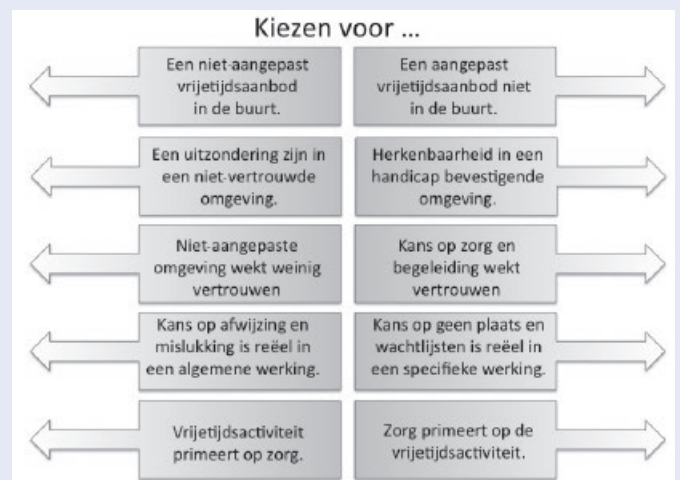 Kiezen voor ...
Een niet-aangepast
vrijetijdsaanbod
in de buurt.
Een aangepast
vrijetijdsaanbod niet
in de buurt.
Een uitzondering zijn in
een niet-vertrouwde
omgeving.
Herkenbaarheid in een
handicap bevestigende
omgeving.
Niet-aangepaste
omgeving wekt weinig
vertrouwen
Kans op zorg en
begeleiding wekt
vertrouwen
Kans op afwijzing en
mislukking is reëel in
een algemene werking.
Kans op geen plaats en
wachtlijsten is reëel in
een specifieke werking.
Vrijetijdsactiviteit
primeert op zorg.
Zorg primeert op de
vrijetijdsactiviteit.